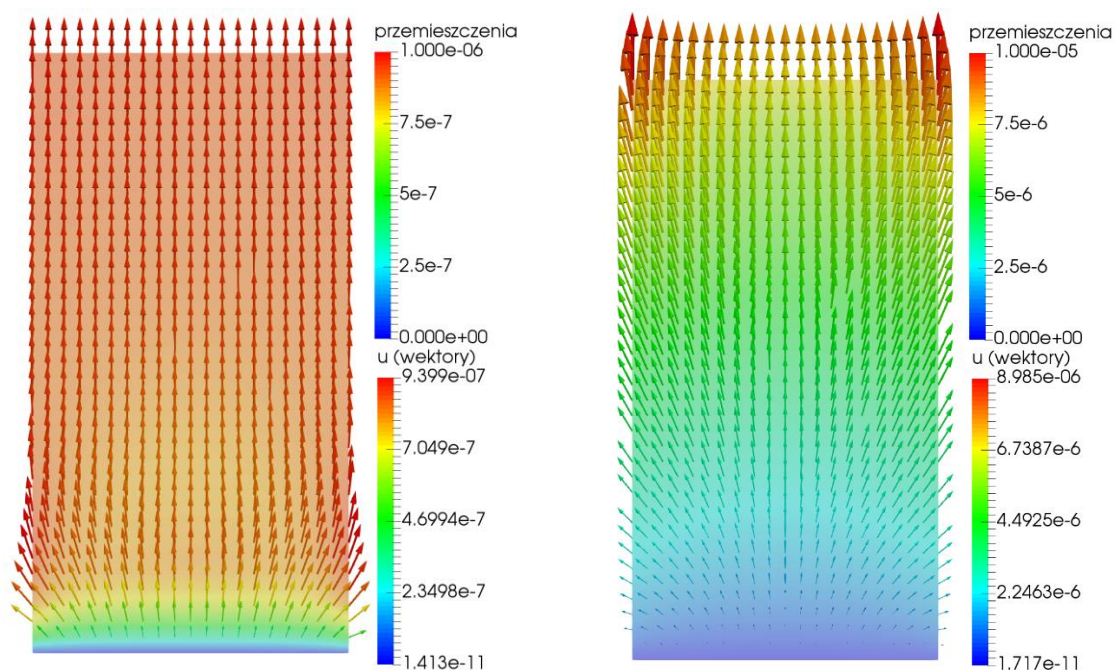 przemieszczenia
1.000e-06
7.5e-7
5e-7
2.5e-7
0.000e+00
u (wektory)
9.399e-07
7.049e-7
4.6994e-7
2.3498e-7
1.413e-11
przemieszczenia
1.000e-05
7.5e-6
5e-6
2.5e-6
0.000e+00
u (wektory)
8.985e-06
6.7387e-6
4.4925e-6
2.2463e-6
1.717e-11